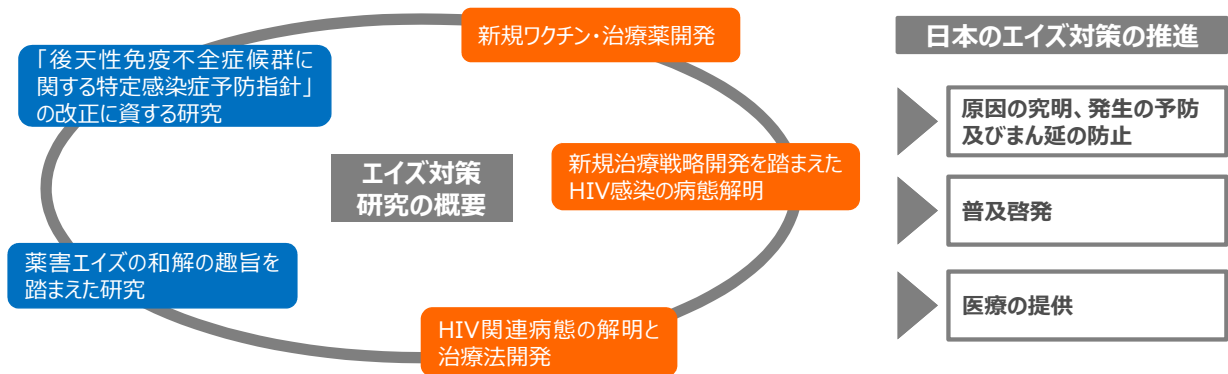 新規ワクチン・治療薬開発
「後天性免疫不全症候群に
関する特定感染症予防指針」
の改正に資する研究
エイズ対策
研究の概要
新規治療戦略開発を踏まえた
HIV感染の病態解明
薬害エイズの和解の趣旨を
踏まえた研究
HIV関連病態の解明と
治療法開発
日本のエイズ対策の推進
原因の究明、発生の予防
及びまん延の防止
普及啓発
医療の提供